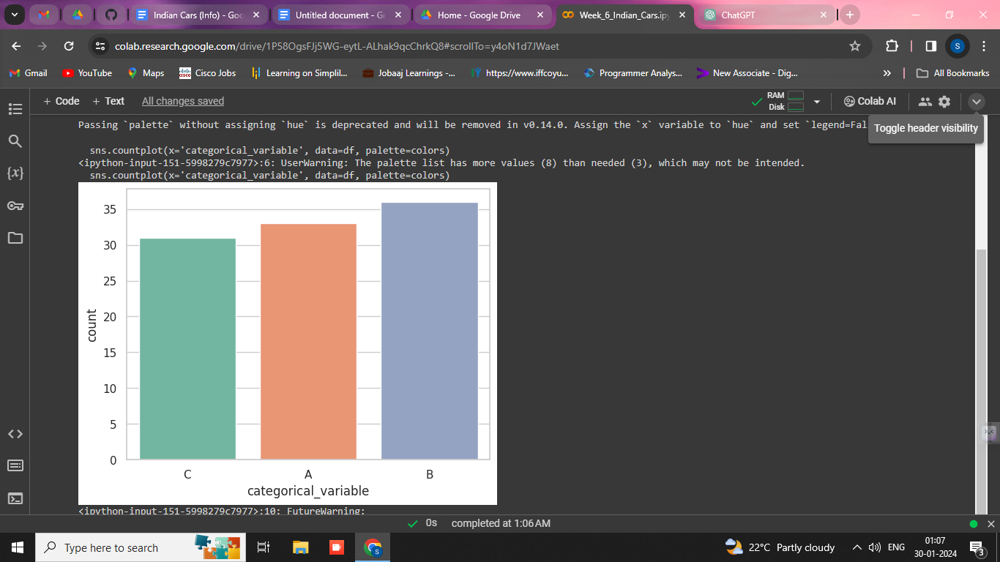 Indian Cars (Info) - Goo
Untitled document - Go
Home - Google Drive
Week_6_Indian_Cars.ipy
ChatGPT
colab.research.google.com/drive/1P58OgsFJj5WG-eytL-ALhak9qcChrkQ8#scrollTo=y4oN1d7JWaet
S
Gmail
YouTube
Maps
Cisco Jobs
Learning on Simplil...
Jobaaj Learnings -...
https://www.iffcoyu...
Programmer Analys...
New Associate - Dig...
»
All Bookmarks
+ Code
+ Text
All changes saved
RAM
Disk
Colab AI
Toggle header visibility
Passing `palette` without assigning `hue` is deprecated and will be removed in v0.14.0. Assign the `x` variable to `hue` and set `legend=Fal
sns.countplot(x='categorical_variable', data=df, palette=colors)
<ipython-input-151-5998279c7977>:6: UserWarning: The palette list has more values (8) than needed (3), which may not be intended.
sns.countplot(x='categorical_variable', data=df, palette=colors)
35
30
25
20
15
10
5
0
count
C A B
categorical_variable
<ipython-input-151-5998279c7977>:10: FutureWarning:
0s completed at 1:06 AM
Type here to search
22°C Partly cloudy
ENG
01:07
30-01-2024
3